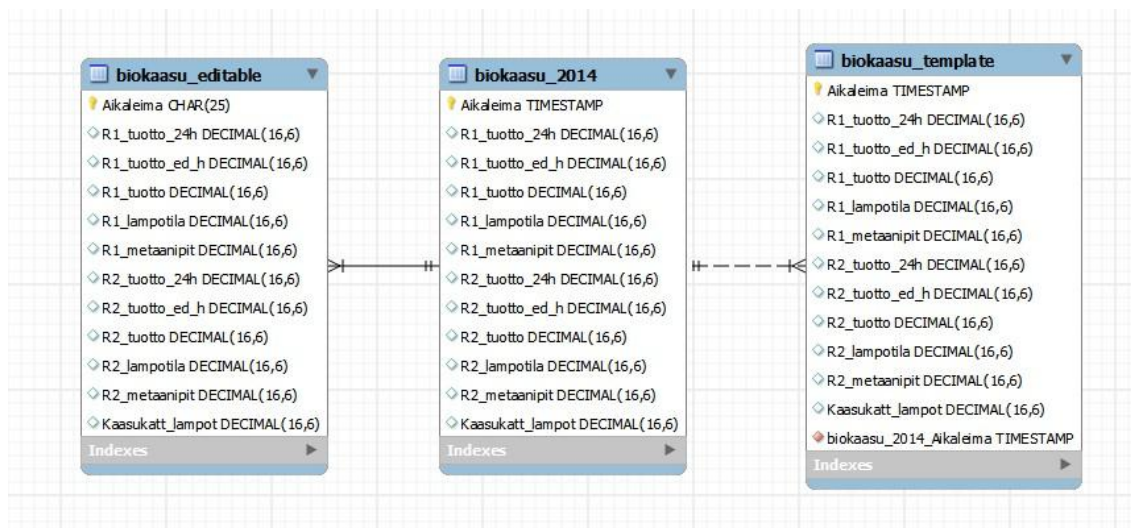 biokaasu_editable
Aikaleima CHAR(25)
R1_tuotto_24h DECIMAL(16,6)
R1_tuotto_ed_h DECIMAL(16,6)
R1_tuotto DECIMAL(16,6)
R1_lampotila DECIMAL(16,6)
R1_metaanipit DECIMAL(16,6)
R2_tuotto_24h DECIMAL(16,6)
R2_tuotto_ed_h DECIMAL(16,6)
R2_tuotto DECIMAL(16,6)
R2_lampotila DECIMAL(16,6)
R2_metaanipit DECIMAL(16,6)
Kaasukatt_lampot DECIMAL(16,6)
Indexes
biokaasu_2014
Aikaleima TIMESTAMP
R1_tuotto_24h DECIMAL(16,6)
R1_tuotto_ed_h DECIMAL(16,6)
R1_tuotto DECIMAL(16,6)
R1_lampotila DECIMAL(16,6)
R1_metaanipit DECIMAL(16,6)
R2_tuotto_24h DECIMAL(16,6)
R2_tuotto_ed_h DECIMAL(16,6)
R2_tuotto DECIMAL(16,6)
R2_lampotila DECIMAL(16,6)
R2_metaanipit DECIMAL(16,6)
Kaasukatt_lampot DECIMAL(16,6)
Indexes
biokaasu_template
Aikaleima TIMESTAMP
R1_tuotto_24h DECIMAL(16,6)
R1_tuotto_ed_h DECIMAL(16,6)
R1_tuotto DECIMAL(16,6)
R1_lampotila DECIMAL(16,6)
R1_metaanipit DECIMAL(16,6)
R2_tuotto_24h DECIMAL(16,6)
R2_tuotto_ed_h DECIMAL(16,6)
R2_tuotto DECIMAL(16,6)
R2_lampotila DECIMAL(16,6)
R2_metaanipit DECIMAL(16,6)
Kaasukatt_lampot DECIMAL(16,6)
biokaasu_2014_Aikaleima TIMESTAMP
Indexes